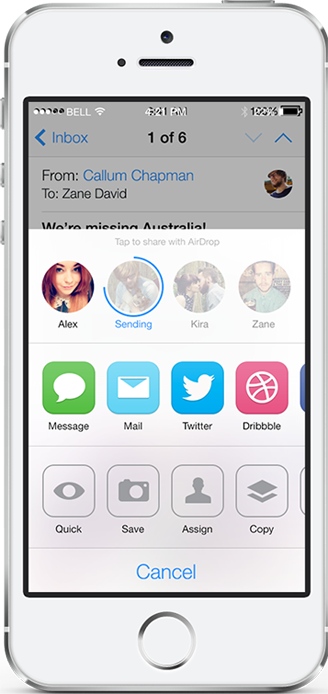 BELL 4:21 PM 100%
Inbox 1 of 6
From: Callum Chapman
To: Zane David
We're missing Australia!
Tap to share with AirDrop
Alex Sending Kira Zane
Message Mail Twitter Dribbble
Quick Save Assign Copy
Cancel